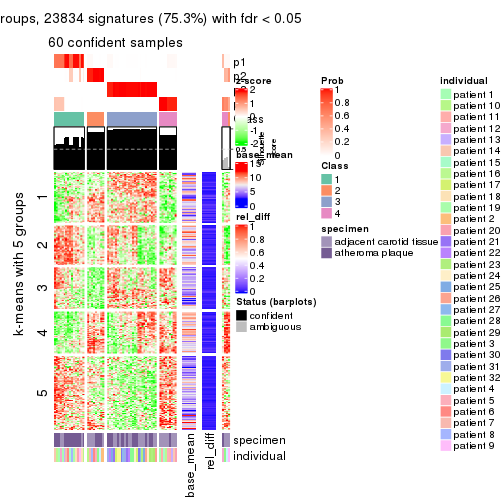 roups, 23834 signatures (75.3%) with fdr < 0.05
60 confident samples
p1
p2
z-score
2
1
0
-1
-2
base_mean
15
10
5
0
rel_diff
1
0.8
0.6
0.4
0.2
0
Status (barplots)
confident
ambiguous
Prob
1
0.8
0.6
0.4
0.2
0
Class
1
2
3
4
specimen
adjacent carotid tissue
atheroma plaque
individual
patient 1
patient 10
patient 11
patient 12
patient 13
patient 14
patient 15
patient 16
patient 17
patient 18
patient 19
patient 2
patient 20
patient 21
patient 22
patient 23
patient 24
patient 25
patient 26
patient 27
patient 28
patient 29
patient 3
patient 30
patient 31
patient 32
patient 4
patient 5
patient 6
patient 7
patient 8
patient 9
k-means with 5 groups
1
2
3
4
5
specimen
individual
base_mean
rel_diff